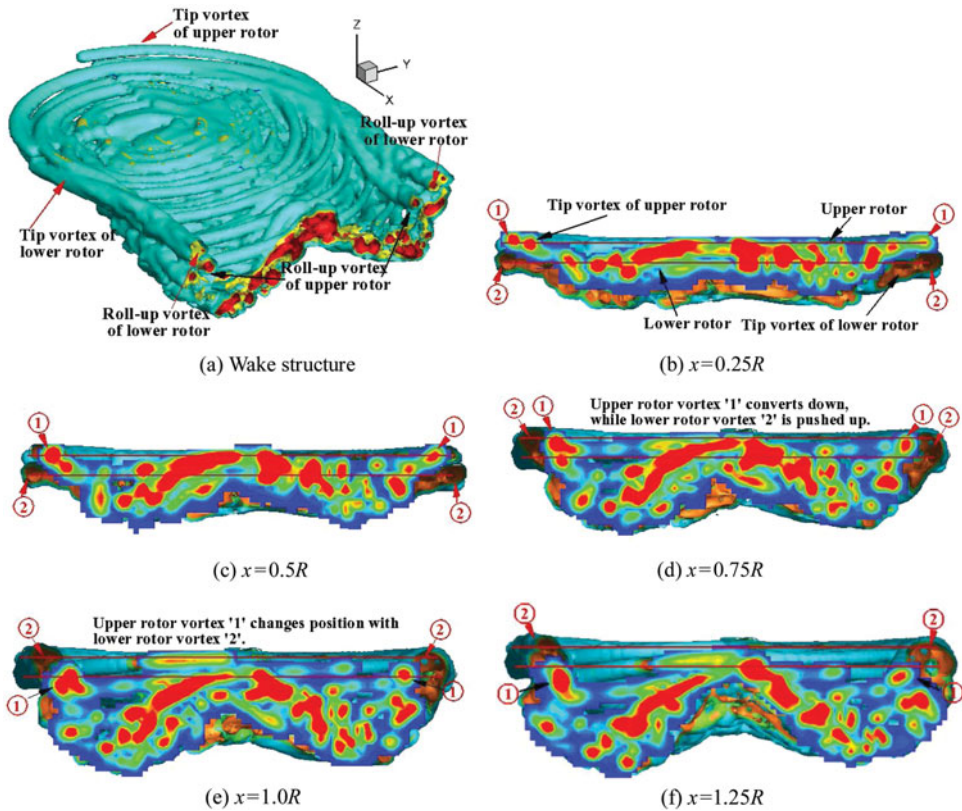 Tip vortex
of upper rotor
Z
Y
X
Roll-up vortex
of lower rotor
Tip vortex of
lower rotor
Roll-up vortex
of upper rotor
Roll-up vortex
of lower rotor
(a) Wake structure
1
Tip vortex of upper rotor
Upper rotor
1
2
2
Lower rotor
Tip vortex of lower rotor
(b) x=0.25R
1
1
2
2
(c) x=0.5R
Upper rotor vortex '1' converts down,
while lower rotor vortex '2' is pushed up.
2
1
1
2
(d) x=0.75R
Upper rotor vortex '1' changes position with
lower rotor vortex '2'.
2
2
1
1
(e) x=1.0R
2
2
1
1
(f) x=1.25R